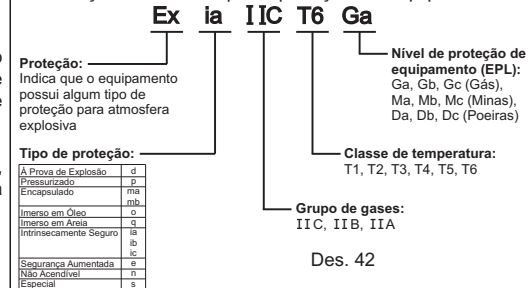 Ex ia IIC T6 Ga
Proteção:
Indica que o equipamento
possui algum tipo de
proteção para atmosfera
explosiva
Nível de proteção de
equipamento (EPL):
Ga, Gb, Gc (Gás),
Ma, Mb, Mc (Minas),
Da, Db, Dc (Poeiras)
Tipo de proteção:
À Prova de Explosão d
Pressurizado p
Encapsulado ma
mb
Imerso em Óleo o
Imerso em Areia q
Intrinsecamente Seguro ia
ib
ic
Segurança Aumentada e
Não Acendível n
Especial s
Classe de temperatura:
T1, T2, T3, T4, T5, T6
Grupo de gases:
IIC, IIB, IIA
Des. 42